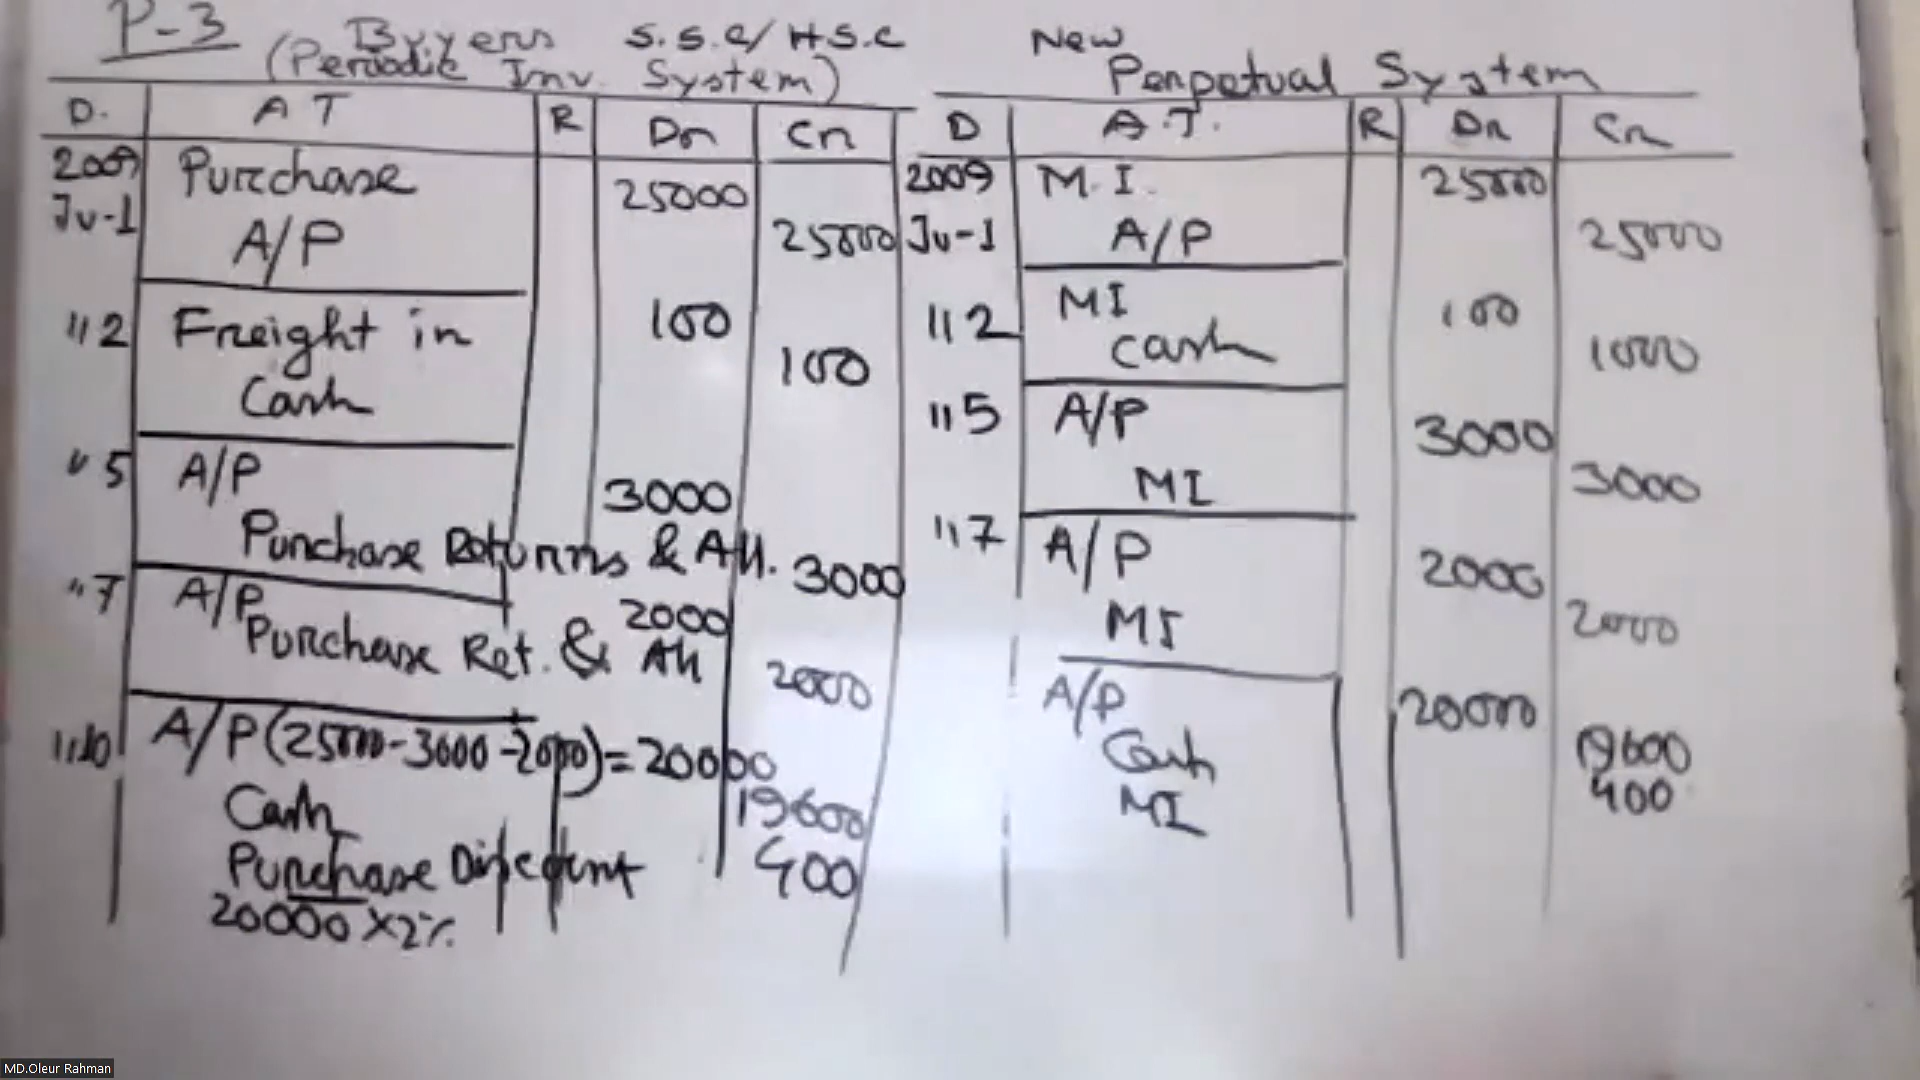 P-3
Buyers S.S.C/H.S.C
(Periodic Inv. System)
D. A T R Dr Cr
2009 Purchase 25000
Ju-1 A/P 25000
"2 Freight in 100
Cash 100
"5 A/P 3000
Purchase Returns & All. 3000
"7 A/P 2000
Purchase Ret. & All 2000
"10 A/P (25000-3000-2000) = 20000
Cash 19600
Purchase Discount 400
20000 x 2%
New
Perpetual System
D A.T. R Dr Cr
2009 M.I. 25000
Ju-1 A/P 25000
"2 MI 100
Cash 1000
"5 A/P 3000
MI 3000
"7 A/P 2000
MI 2000
A/P 20000
Cash 19600
MI 400
MD.Oleur Rahman